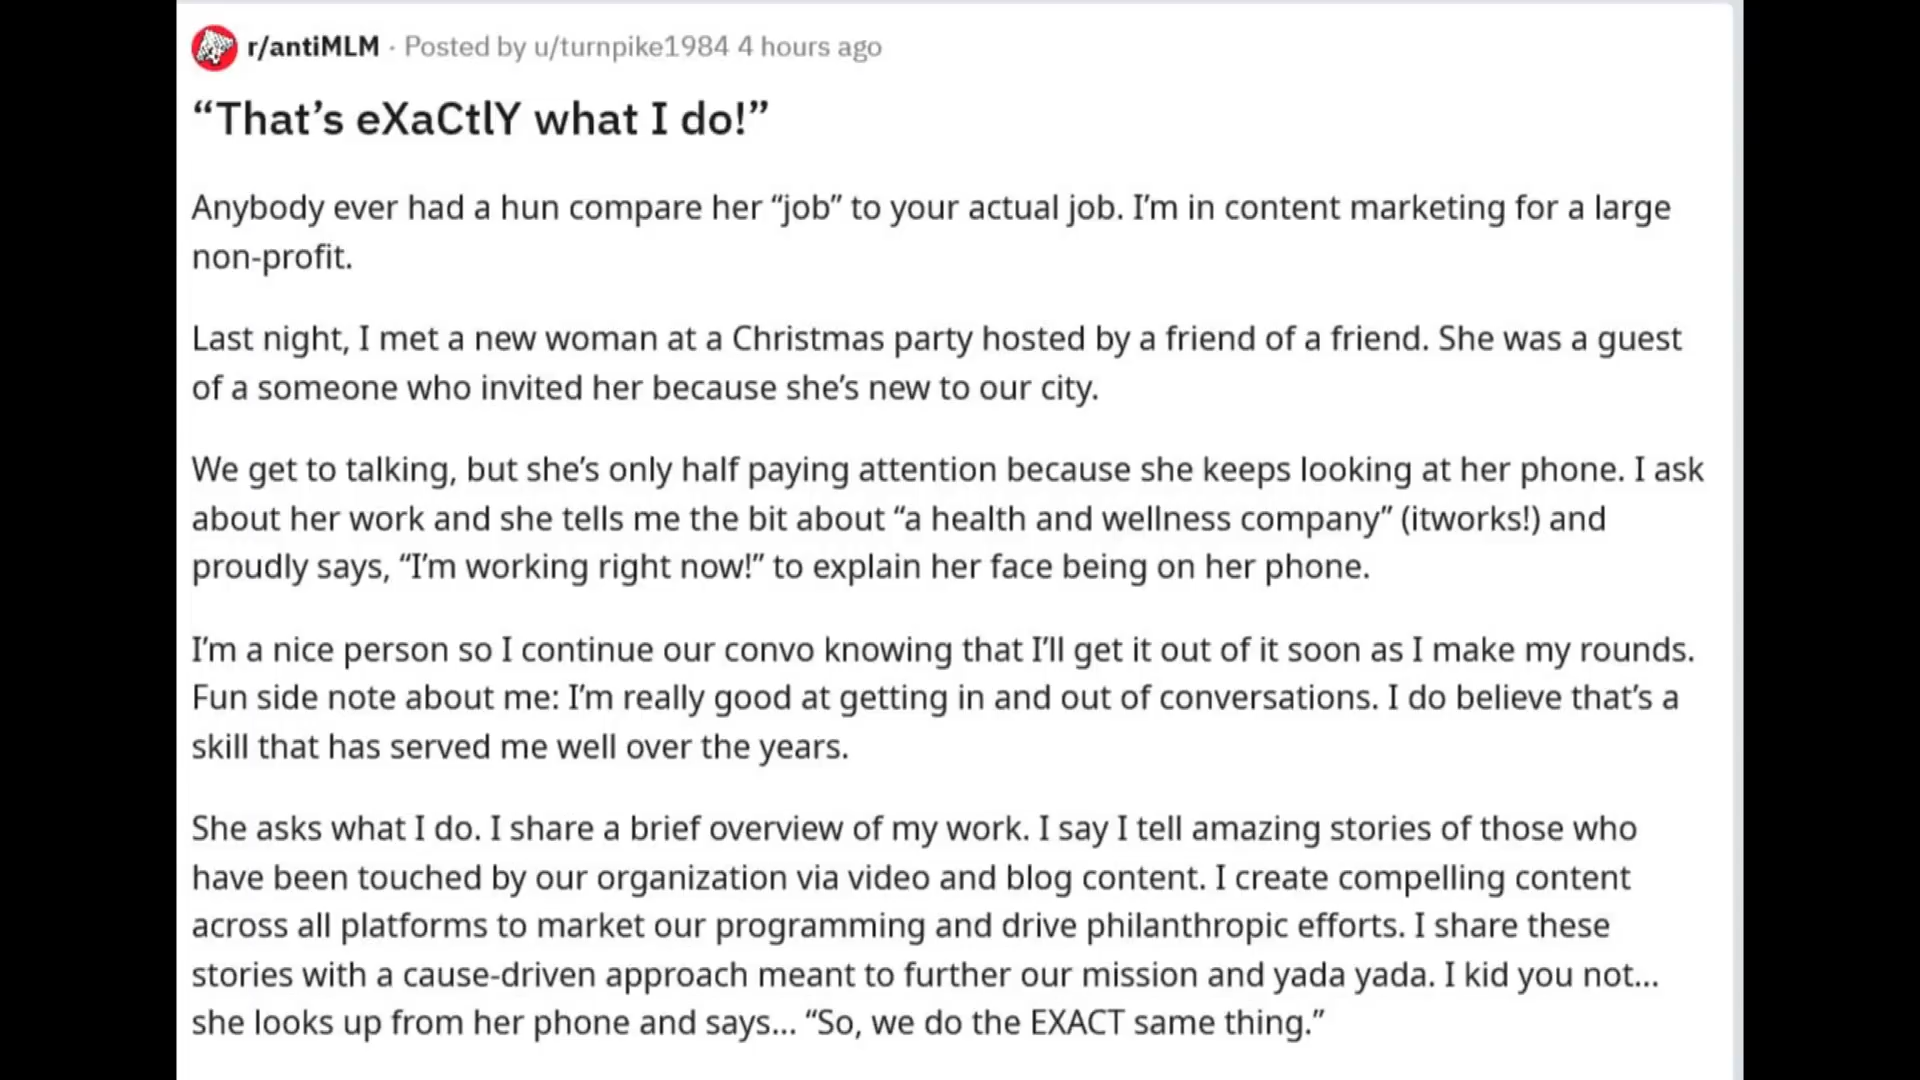 r/antiMLM · Posted by u/turnpike1984 4 hours ago
“That’s eXaCtlY what I do!”
Anybody ever had a hun compare her “job” to your actual job. I’m in content marketing for a large
non-profit.
Last night, I met a new woman at a Christmas party hosted by a friend of a friend. She was a guest
of a someone who invited her because she’s new to our city.
We get to talking, but she’s only half paying attention because she keeps looking at her phone. I ask
about her work and she tells me the bit about “a health and wellness company” (itworks!) and
proudly says, “I’m working right now!” to explain her face being on her phone.
I’m a nice person so I continue our convo knowing that I’ll get it out of it soon as I make my rounds.
Fun side note about me: I’m really good at getting in and out of conversations. I do believe that’s a
skill that has served me well over the years.
She asks what I do. I share a brief overview of my work. I say I tell amazing stories of those who
have been touched by our organization via video and blog content. I create compelling content
across all platforms to market our programming and drive philanthropic efforts. I share these
stories with a cause-driven approach meant to further our mission and yada yada. I kid you not...
she looks up from her phone and says... “So, we do the EXACT same thing.”